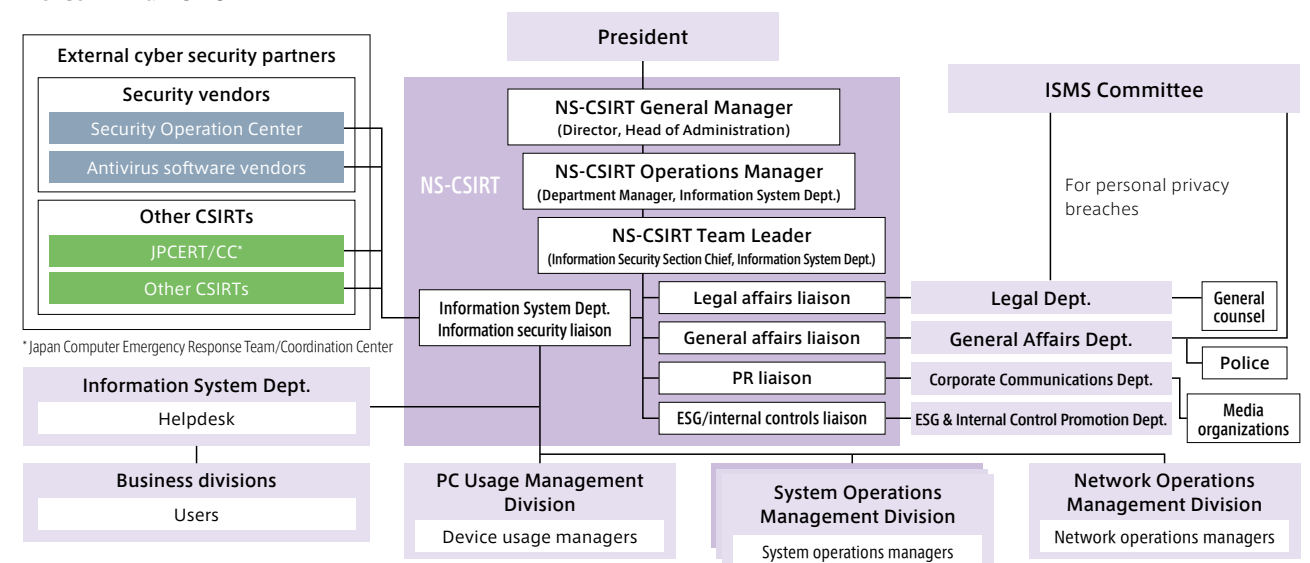 External cyber security partners
Security vendors
Security Operation Center
Antivirus software vendors
Other CSIRTs
JPCERT/CC*
Other CSIRTs
* Japan Computer Emergency Response Team/Coordination Center
President
NS-CSIRT
NS-CSIRT General Manager
(Director, Head of Administration)
NS-CSIRT Operations Manager
(Department Manager, Information System Dept.)
NS-CSIRT Team Leader
(Information Security Section Chief, Information System Dept.)
Information System Dept.
Information security liaison
Legal affairs liaison
General affairs liaison
PR liaison
ESG/internal controls liaison
ISMS Committee
For personal privacy
breaches
Legal Dept.
General Affairs Dept.
Corporate Communications Dept.
ESG & Internal Control Promotion Dept.
General
counsel
Police
Media
organizations
Information System Dept.
Helpdesk
Business divisions
Users
PC Usage Management
Division
Device usage managers
System Operations
Management Division
System operations managers
Network Operations
Management Division
Network operations managers